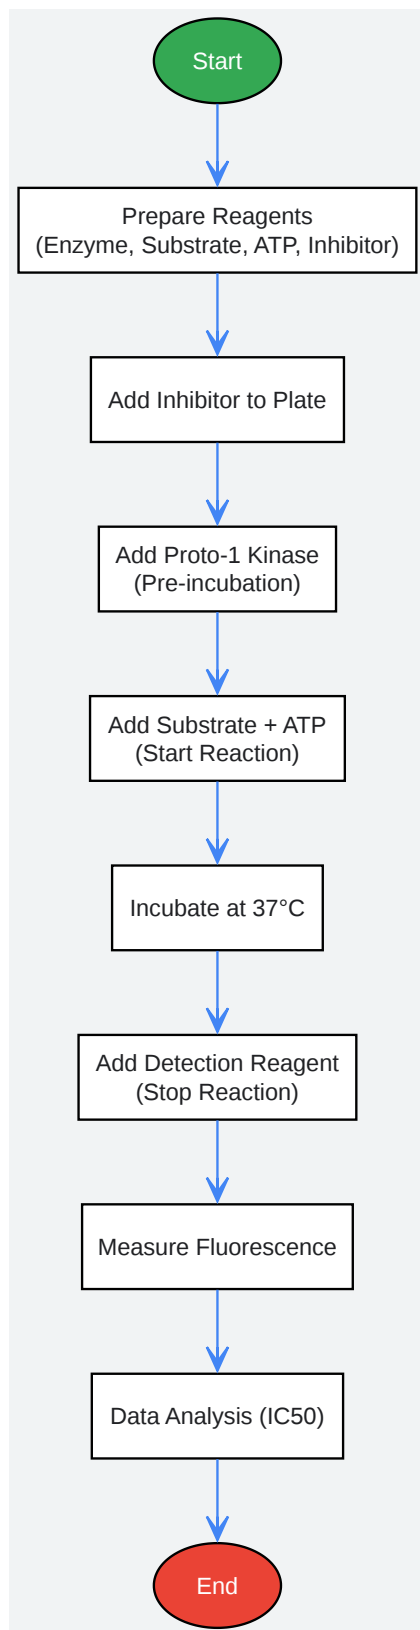 Start
Prepare Reagents
(Enzyme, Substrate, ATP, Inhibitor)
Add Inhibitor to Plate
Add Proto-1 Kinase
(Pre-incubation)
Add Substrate + ATP
(Start Reaction)
Incubate at 37°C
Add Detection Reagent
(Stop Reaction)
Measure Fluorescence
Data Analysis (IC50)
End